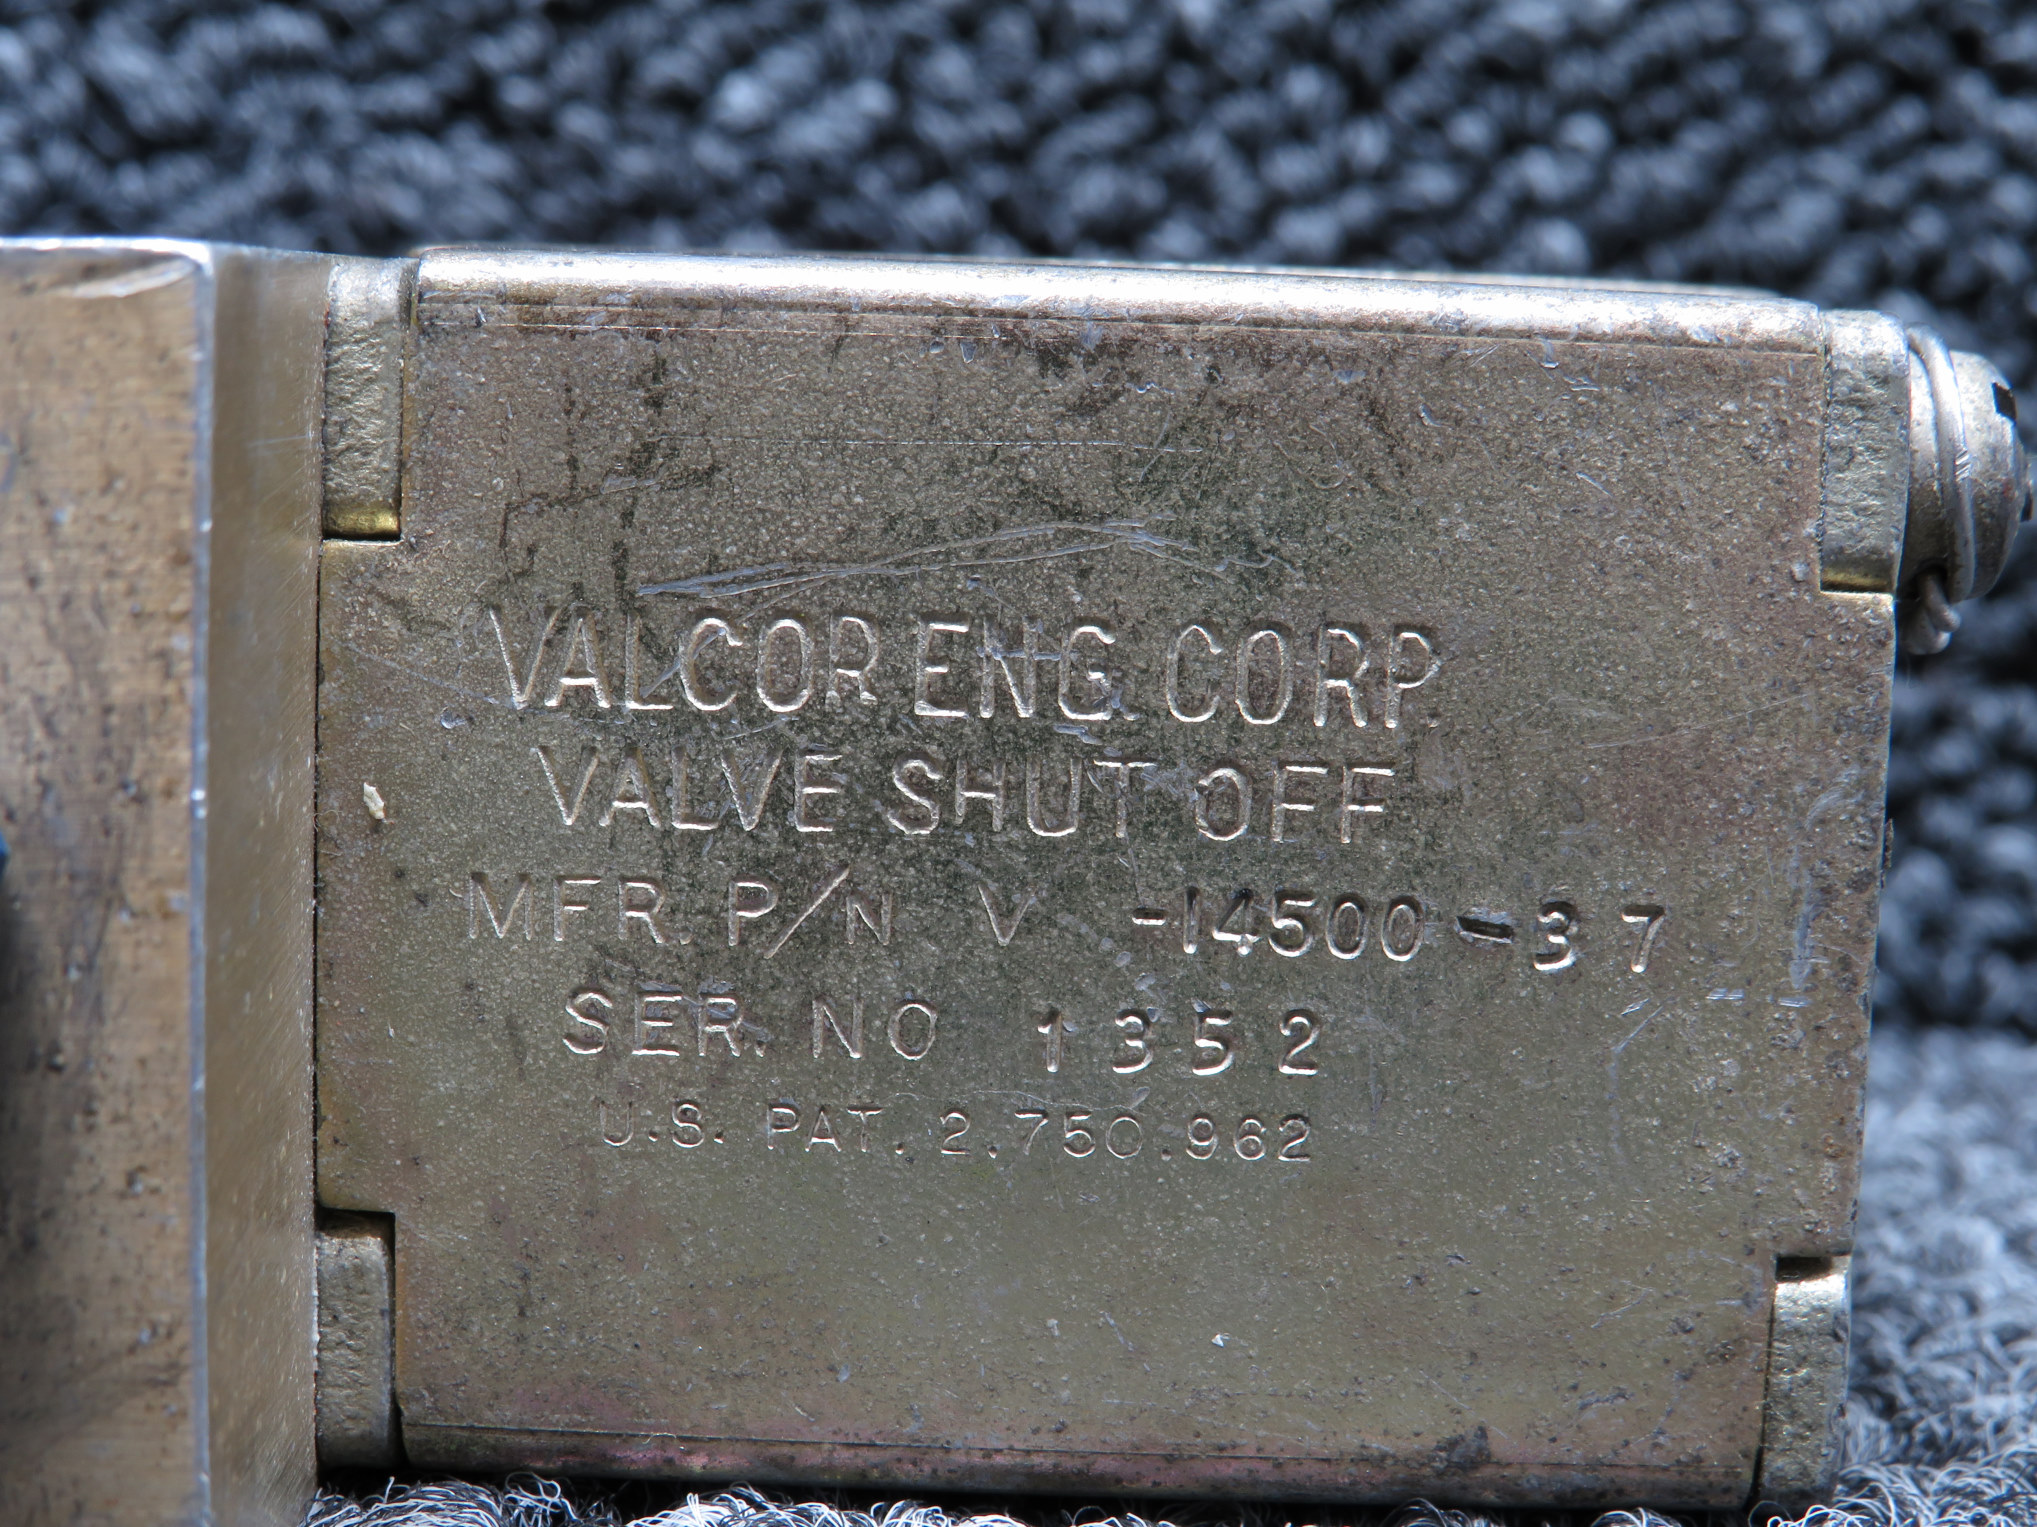 VALCOR ENG. CORP.
VALVE SHUT OFF
MFR. P/N V -14500-37
SER. NO 1352
U.S. PAT. 2.750.962